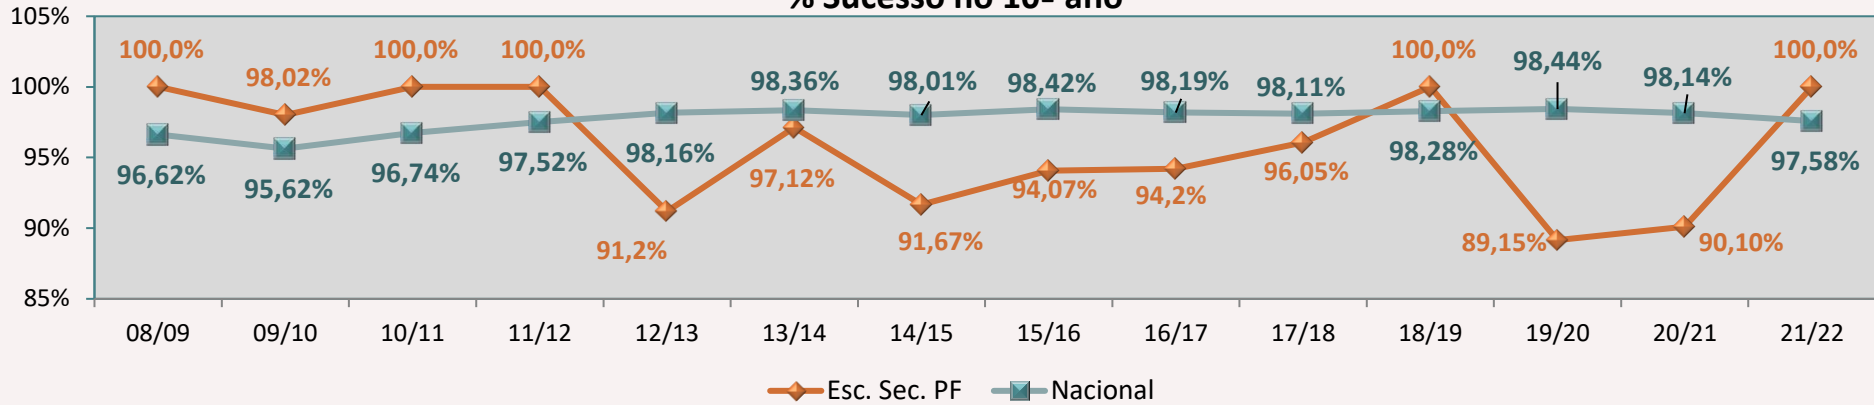 % Sucesso no 10º ano
105%
100%
95%
90%
85%
100,0% 98,02% 100,0% 100,0% 91,2% 97,12% 91,67% 94,07% 94,2% 96,05% 100,0% 89,15% 90,10% 100,0%
96,62% 95,62% 96,74% 97,52% 98,16% 98,36% 98,01% 98,42% 98,19% 98,11% 98,28% 98,44% 98,14% 97,58%
08/09 09/10 10/11 11/12 12/13 13/14 14/15 15/16 16/17 17/18 18/19 19/20 20/21 21/22
Esc. Sec. PF Nacional